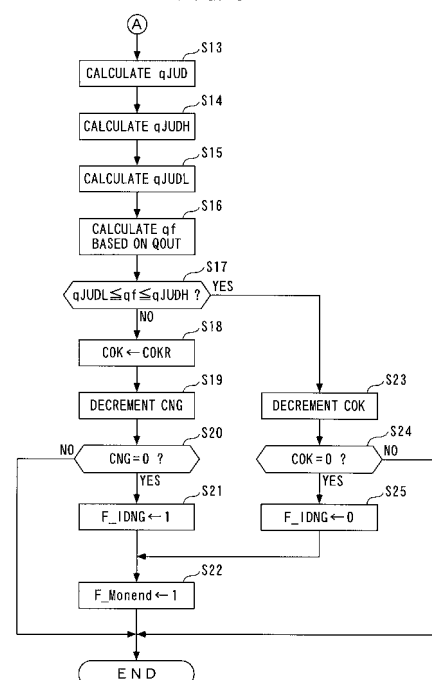 A
S13
CALCULATE qJUD
S14
CALCULATE qJUDH
S15
CALCULATE qJUDL
S16
CALCULATE qf
BASED ON QOUT
S17
qJUDL≦qf≦qJUDH ?
YES
NO
S18
COK←COKR
S19
DECREMENT CNG
S23
DECREMENT COK
S20
NO
CNG=0 ?
YES
S24
COK=0 ?
NO
YES
S21
F_IDNG←1
S25
F_IDNG←0
S22
F_Monend←1
END